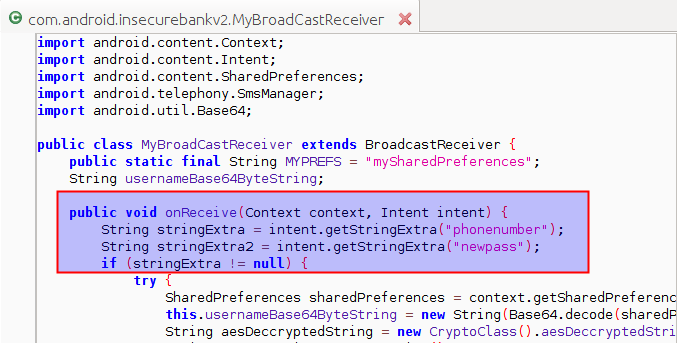 com.android.insecurebankv2.MyBroadCastReceiver
import android.content.Context;
import android.content.Intent;
import android.content.SharedPreferences;
import android.telephony.SmsManager;
import android.util.Base64;
public class MyBroadCastReceiver extends BroadcastReceiver {
public static final String MYPREFS = "mySharedPreferences";
String usernameBase64ByteString;
public void onReceive(Context context, Intent intent) {
String stringExtra = intent.getStringExtra("phonenumber");
String stringExtra2 = intent.getStringExtra("newpass");
if (stringExtra != null) {
try {
SharedPreferences sharedPreferences = context.getSharedPreference
this.usernameBase64ByteString = new String(Base64.decode(sharedP
String aesDeccryptedString = new CryptoClass().aesDeccryptedStri